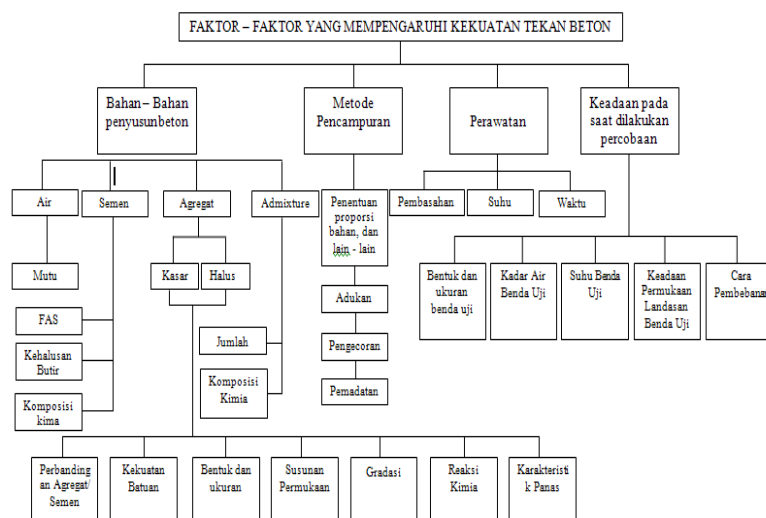 FAKTOR – FAKTOR YANG MEMPENGARUHI KEKUATAN TEKAN BETON
Bahan – Bahan
penyusunbeton
Metode
Pencampuran
Perawatan
Keadaan pada
saat dilakukan
percobaan
Air
Semen
Agregat
Admixture
Penentuan
proporsi
bahan, dan
lain - lain
Pembasahan
Suhu
Waktu
Mutu
Kasar
Halus
Bentuk dan
ukuran
benda uji
Kadar Air
Benda Uji
Suhu Benda
Uji
Keadaan
Permukaan
Landasan
Benda Uji
Cara
Pembebanan
FAS
Adukan
Kehalusan
Butir
Jumlah
Pengecoran
Komposisi
kima
Komposisi
Kimia
Pemadatan
Perbanding
an Agregat/
Semen
Kekuatan
Batuan
Bentuk dan
ukuran
Susunan
Permukaan
Gradasi
Reaksi
Kimia
Karakteristi
k Panas